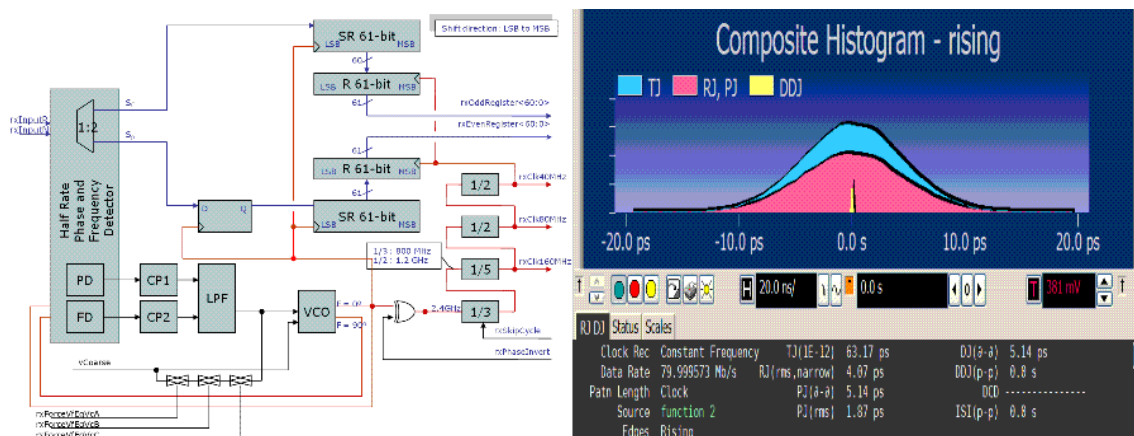 Shift direction: LSB to MSB
SR 61-bit
LSB
MSB
60
R 61-bit
LSB
MSB
61
rxOddRegister<60:0>
rxEvenRegister<60:0>
1:2
Half Rate
Phase and
Frequency
Detector
61
R 61-bit
LSB
MSB
61
SR 61-bit
LSB
MSB
D
Q
1/2
rxClk40MHz
1/2
rxClk80MHz
1/3 : 800 MHz
1/2 : 1.2 GHz
1/5
rxClk160MHz
PD
CP1
LPF
FD
CP2
VCO
F = 0º
F = 90º
2.4GHz
1/3
rxSkipCycle
rxPhaseInvert
vCoarse
Composite Histogram - rising
TJ
RJ, PJ
DDJ
-20.0 ps
-10.0 ps
0.0 s
10.0 ps
20.0 ps
H
20.0 ns/
0.0 s
0
T
381 mV
RJ DJ
Status
Scales
Clock Rec Constant Frequency TJ(1E-12) 63.17 ps DJ(∂-∂) 5.14 ps
Data Rate 79.999573 Mb/s RJ(rms,narrow) 4.07 ps DDJ(p-p) 0.0 s
Patn Length Clock PJ(∂-∂) 5.14 ps DCD --------------
Source function 2 PJ(rms) 1.87 ps ISI(p-p) 0.0 s
Edges Rising